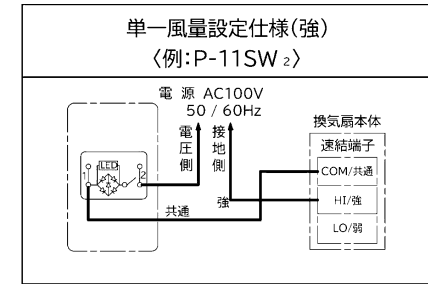 単一風量設定仕様(強)
〈例:P-11SW₂〉
電 源 AC100V
50 / 60Hz
電圧側
接地側
換気扇本体
速結端子
COM/共通
HI/強
LO/弱
LED
1
2
共通
強